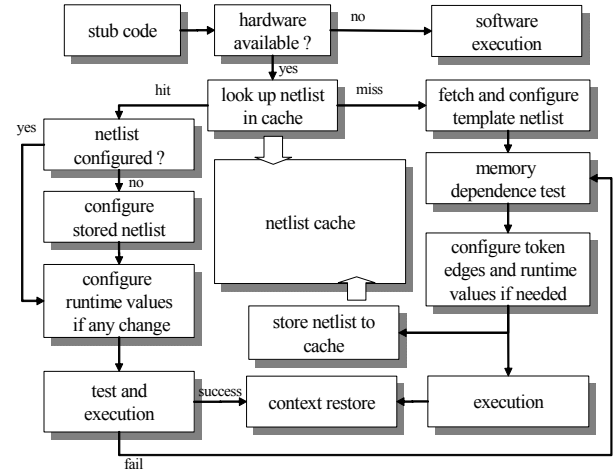 stub code
hardware
available ?
no
software
execution
yes
look up netlist
in cache
hit
miss
fetch and configure
template netlist
yes
netlist
configured ?
no
memory
dependence test
configure
stored netlist
netlist cache
configure token
edges and runtime
values if needed
configure
runtime values
if any change
store netlist to
cache
test and
execution
success
context restore
execution
fail